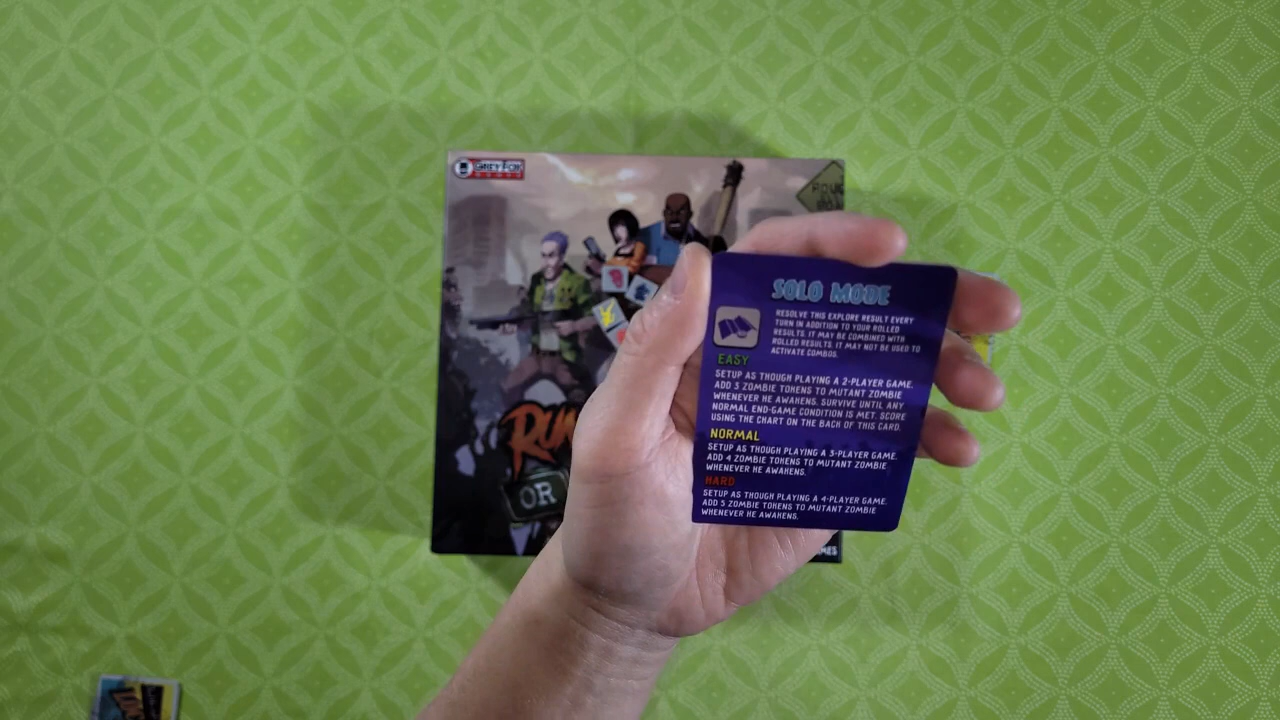 GREY FOX
GAMES
RUN
OR
SOLO MODE
RESOLVE THIS EXPLORE RESULT EVERY
TURN IN ADDITION TO YOUR ROLLED
RESULTS. IT MAY BE COMBINED WITH
ROLLED RESULTS. IT MAY NOT BE USED TO
ACTIVATE COMBOS.
EASY
SETUP AS THOUGH PLAYING A 2-PLAYER GAME.
ADD 3 ZOMBIE TOKENS TO MUTANT ZOMBIE
WHENEVER HE AWAKENS. SURVIVE UNTIL ANY
NORMAL END-GAME CONDITION IS MET. SCORE
USING THE CHART ON THE BACK OF THIS CARD.
NORMAL
SETUP AS THOUGH PLAYING A 3-PLAYER GAME.
ADD 4 ZOMBIE TOKENS TO MUTANT ZOMBIE
WHENEVER HE AWAKENS.
HARD
SETUP AS THOUGH PLAYING A 4-PLAYER GAME.
ADD 5 ZOMBIE TOKENS TO MUTANT ZOMBIE
WHENEVER HE AWAKENS.